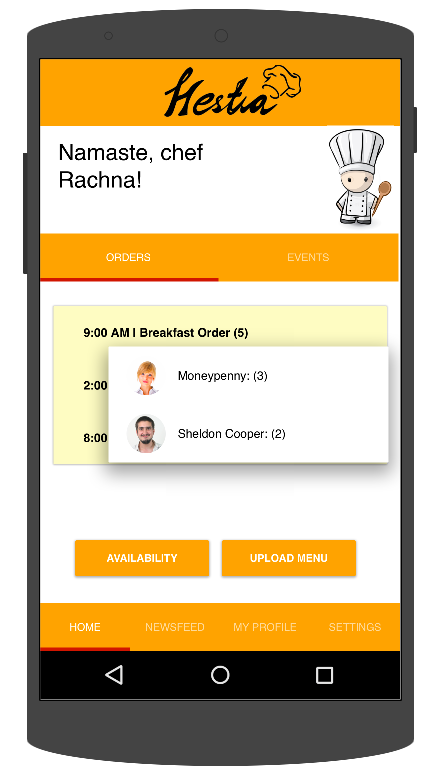 Hestia
Namaste, chef
Rachna!
ORDERS EVENTS
9:00 AM I Breakfast Order (5)
Moneypenny: (3)
2:00
Sheldon Cooper: (2)
8:00
AVAILABILITY UPLOAD MENU
HOME NEWSFEED MY PROFILE SETTINGS